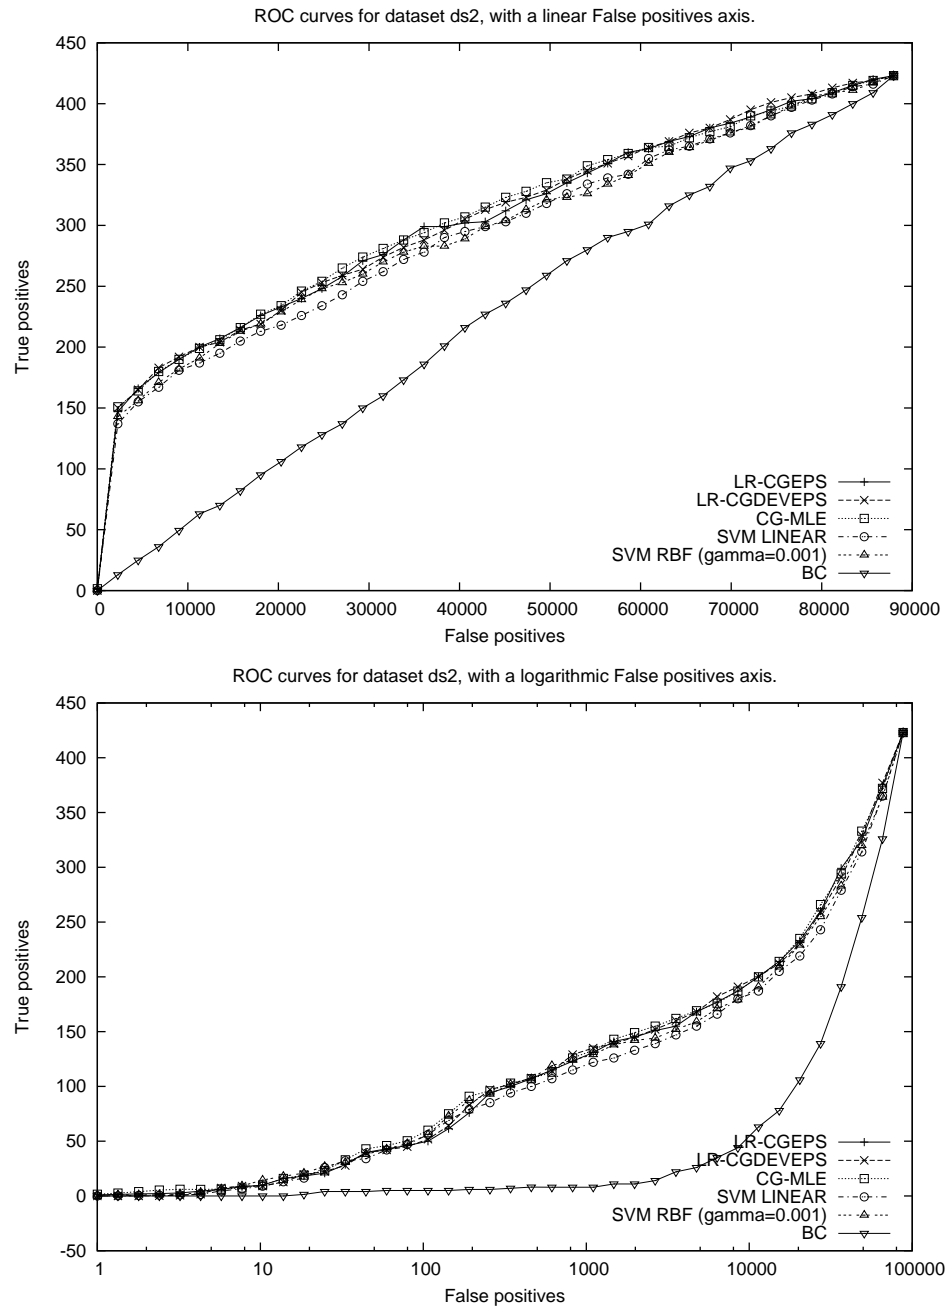 ROC curves for dataset ds2, with a linear False positives axis.
450
400
350
300
250
200
150
100
50
0
True positives
LR-CGEPS
LR-CGDEVEPS
CG-MLE
SVM LINEAR
SVM RBF (gamma=0.001)
BC
0 10000 20000 30000 40000 50000 60000 70000 80000 90000
False positives
ROC curves for dataset ds2, with a logarithmic False positives axis.
450
400
350
300
250
200
150
100
50
0
-50
True positives
LR-CGEPS
LR-CGDEVEPS
CG-MLE
SVM LINEAR
SVM RBF (gamma=0.001)
BC
1 10 100 1000 10000 100000
False positives